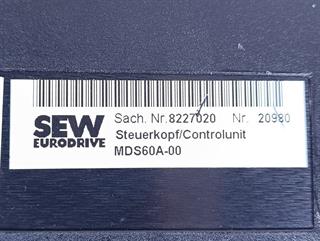 SEW
EURODRIVE
Sach. Nr.8227020 Nr. 20980
Steuerkopf/Controlunit
MDS60A-00